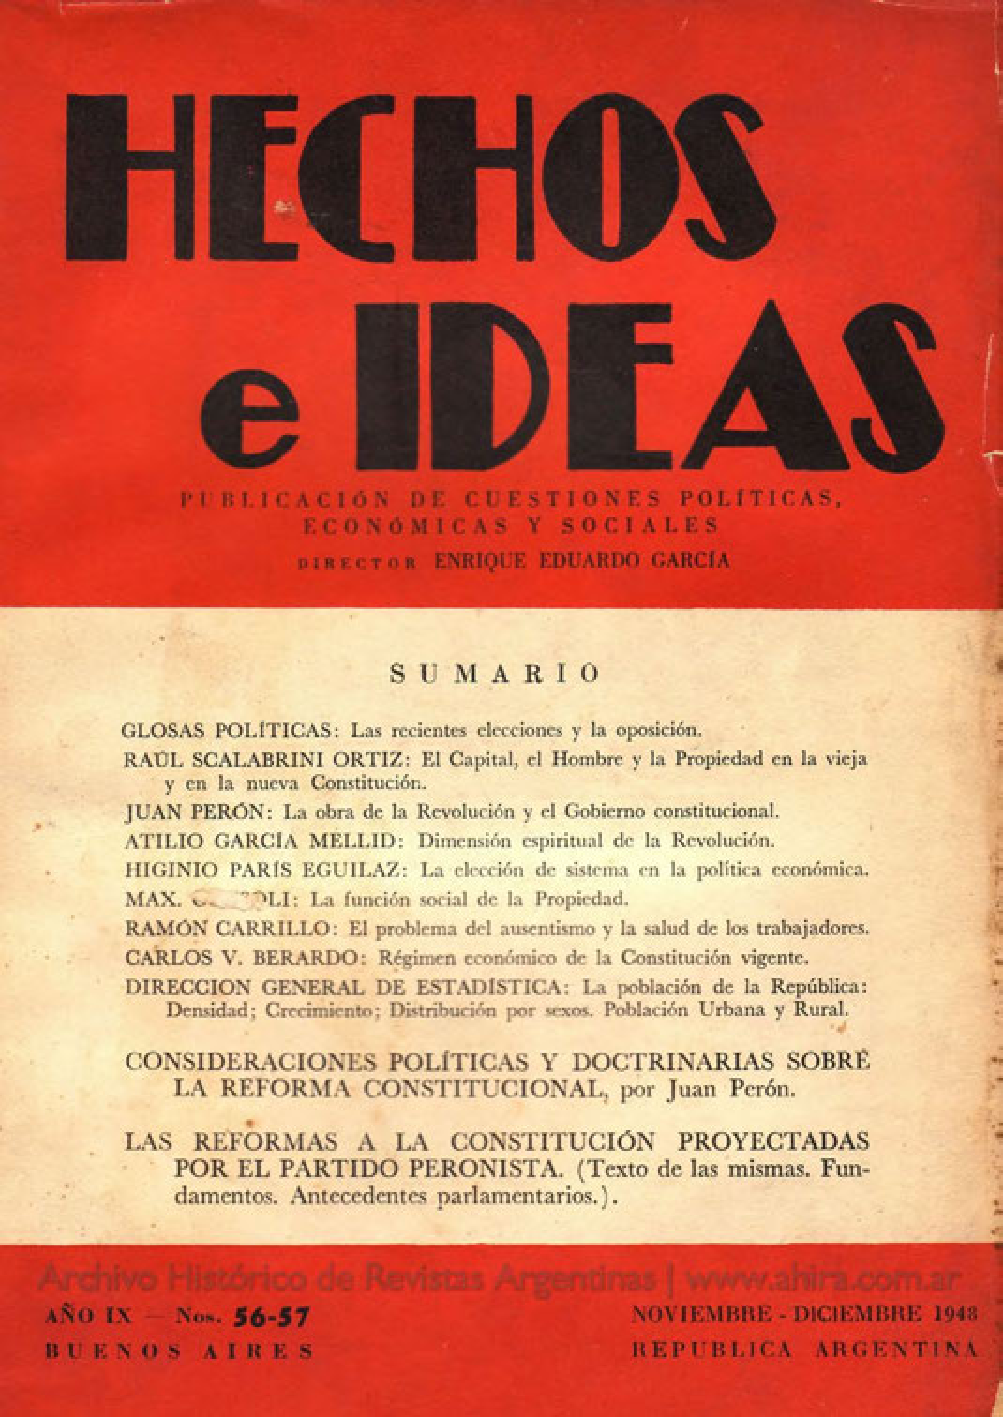 HECHOS
e IDEAS
PUBLICACIÓN DE CUESTIONES POLÍTICAS,
ECONÓMICAS Y SOCIALES
DIRECTOR ENRIQUE EDUARDO GARCÍA
SUMARIO
GLOSAS POLÍTICAS: Las recientes elecciones y la oposición.
RAÚL SCALABRINI ORTIZ: El Capital, el Hombre y la Propiedad en la vieja
y en la nueva Constitución.
JUAN PERÓN: La obra de la Revolución y el Gobierno constitucional.
ATILIO GARCÍA MELLID: Dimensión espiritual de la Revolución.
HIGINIO PARÍS EGUILAZ: La elección de sistema en la política económica.
MAX. : La función social de la Propiedad.
RAMÓN CARRILLO: El problema del ausentismo y la salud de los trabajadores.
CARLOS V. BERARDO: Régimen económico de la Constitución vigente.
DIRECCION GENERAL DE ESTADÍSTICA: La población de la República:
Densidad; Crecimiento; Distribución por sexos. Población Urbana y Rural.
CONSIDERACIONES POLÍTICAS Y DOCTRINARIAS SOBRE
LA REFORMA CONSTITUCIONAL, por Juan Perón.
LAS REFORMAS A LA CONSTITUCIÓN PROYECTADAS
POR EL PARTIDO PERONISTA. (Texto de las mismas. Fun-
damentos. Antecedentes parlamentarios.).
Archivo Histórico de Revistas Argentinas | www.ahira.com.ar
AÑO IX — Nos. 56-57
NOVIEMBRE - DICIEMBRE 1948
BUENOS AIRES
REPUBLICA ARGENTINA